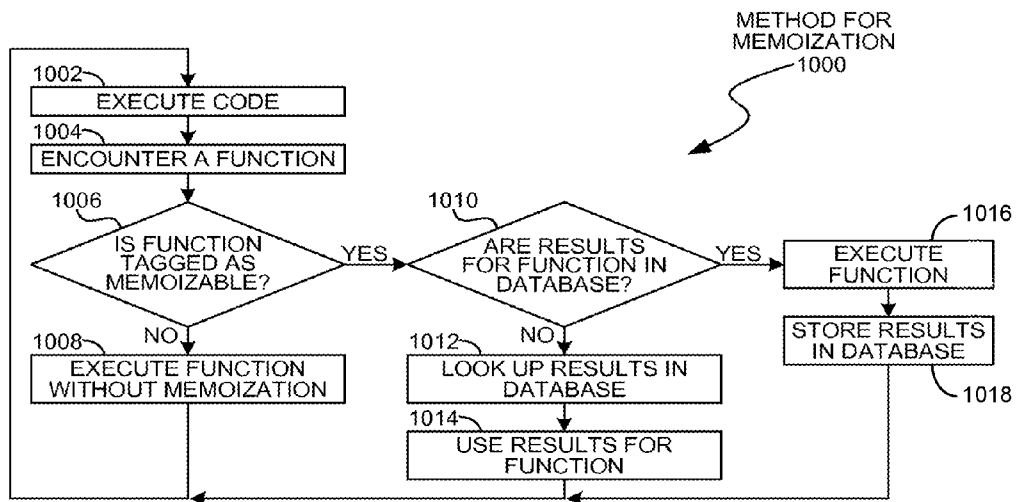 METHOD FOR
MEMOIZATION
1000
1002
EXECUTE CODE
1004
ENCOUNTER A FUNCTION
1006
IS FUNCTION
TAGGED AS
MEMOIZABLE?
YES
NO
1008
EXECUTE FUNCTION
WITHOUT MEMOIZATION
1010
ARE RESULTS
FOR FUNCTION IN
DATABASE?
YES
NO
1012
LOOK UP RESULTS IN
DATABASE
1014
USE RESULTS FOR
FUNCTION
1016
EXECUTE
FUNCTION
STORE RESULTS
IN DATABASE
1018